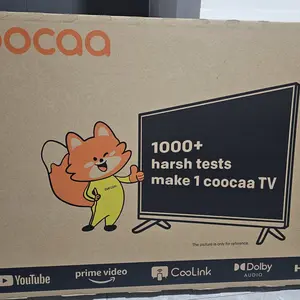 coocaa
1000+
harsh tests
make 1 coocaa TV
YouTube
prime video
CooLink
Dolby
AUDIO